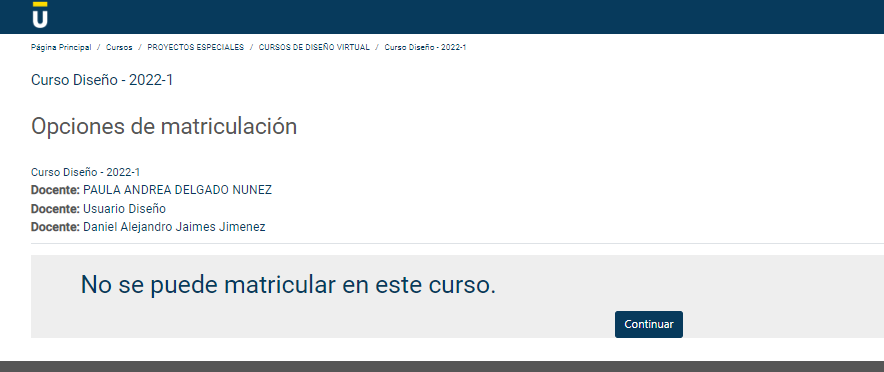 U
Página Principal / Cursos / PROYECTOS ESPECIALES / CURSOS DE DISEÑO VIRTUAL / Curso Diseño - 2022-1
Curso Diseño - 2022-1
Opciones de matriculación
Curso Diseño - 2022-1
Docente: PAULA ANDREA DELGADO NUNEZ
Docente: Usuario Diseño
Docente: Daniel Alejandro Jaimes Jimenez
No se puede matricular en este curso.
Continuar